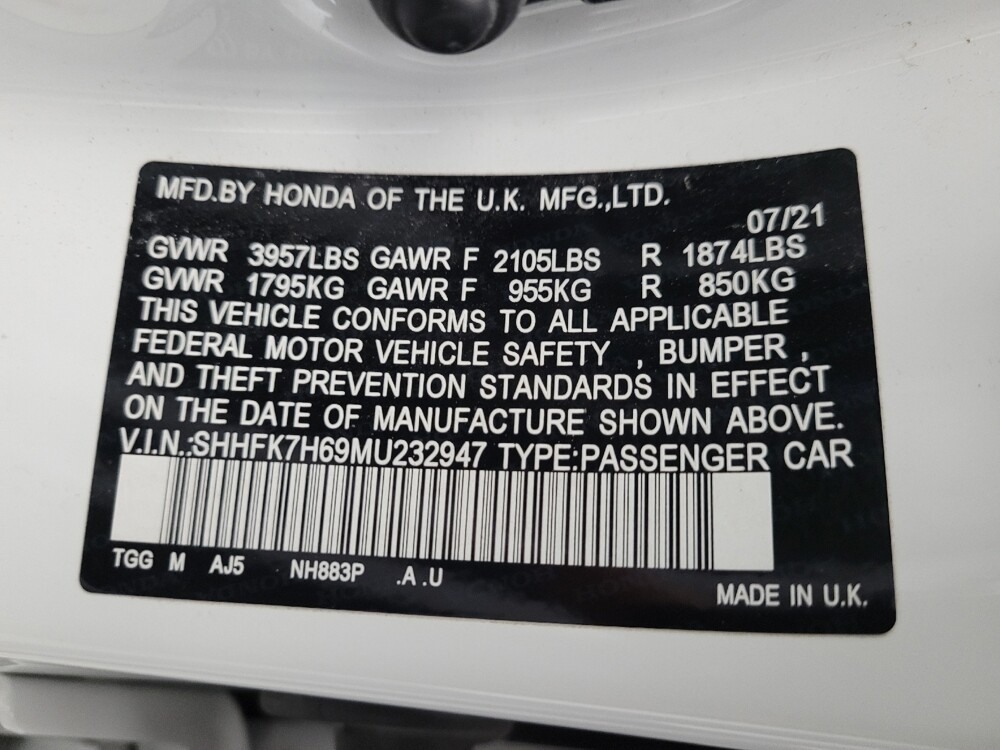 MFD.BY HONDA OF THE U.K. MFG.,LTD.
07/21
GVWR 3957LBS GAWR F 2105LBS R 1874LBS
GVWR 1795KG GAWR F 955KG R 850KG
THIS VEHICLE CONFORMS TO ALL APPLICABLE
FEDERAL MOTOR VEHICLE SAFETY , BUMPER ,
AND THEFT PREVENTION STANDARDS IN EFFECT
ON THE DATE OF MANUFACTURE SHOWN ABOVE.
V.I.N.:SHHFK7H69MU232947 TYPE:PASSENGER CAR
TGG M AJ5 NH883P .A .U
MADE IN U.K.